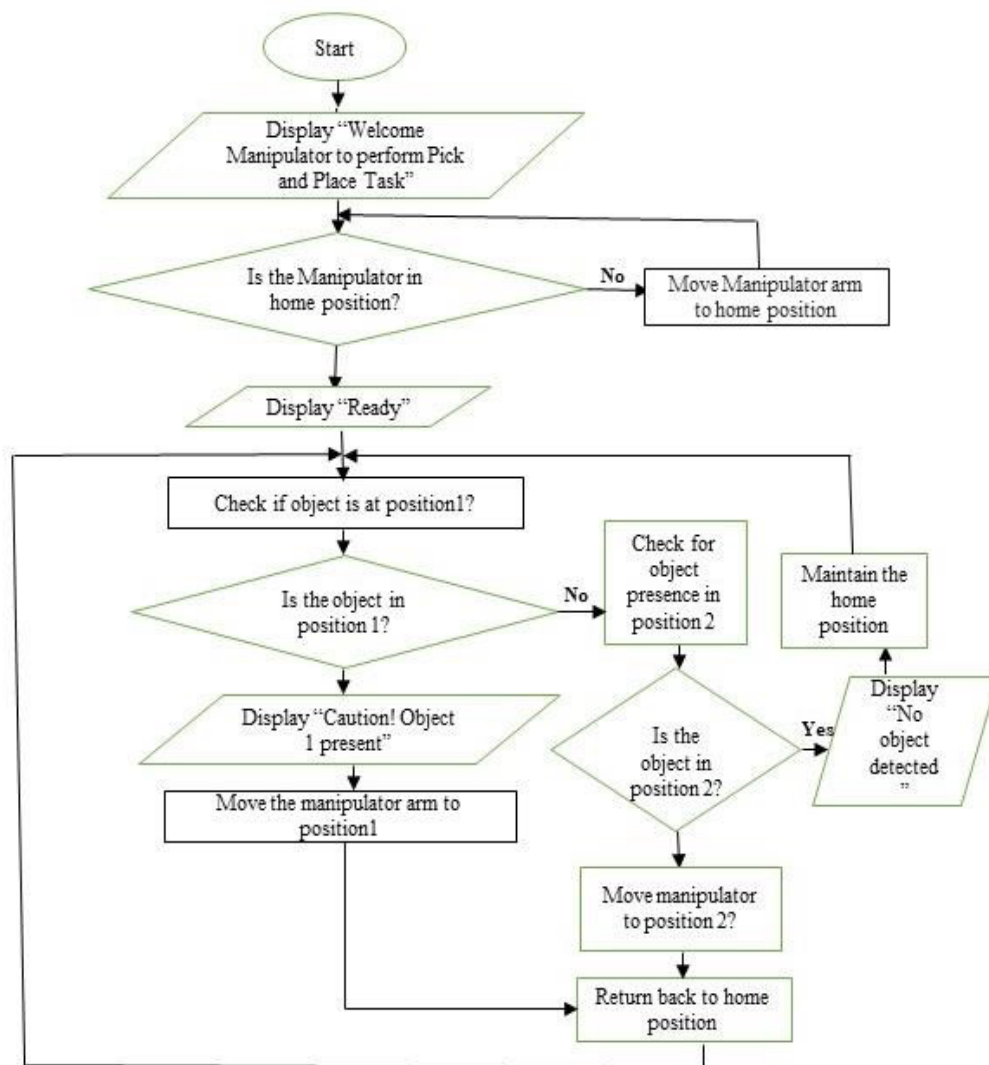 Start
Display “Welcome
Manipulator to perform Pick
and Place Task”
Is the Manipulator in
home position?
No
Move Manipulator arm
to home position
Display “Ready”
Check if object is at position1?
Is the object in
position 1?
No
Check for
object
presence in
position 2
Maintain the
home
position
Display “Caution! Object
1 present”
Is the
object in
position 2?
Yes
Display
“No
object
detected
”
Move the manipulator arm to
position1
Move manipulator
to position 2?
Return back to home
position